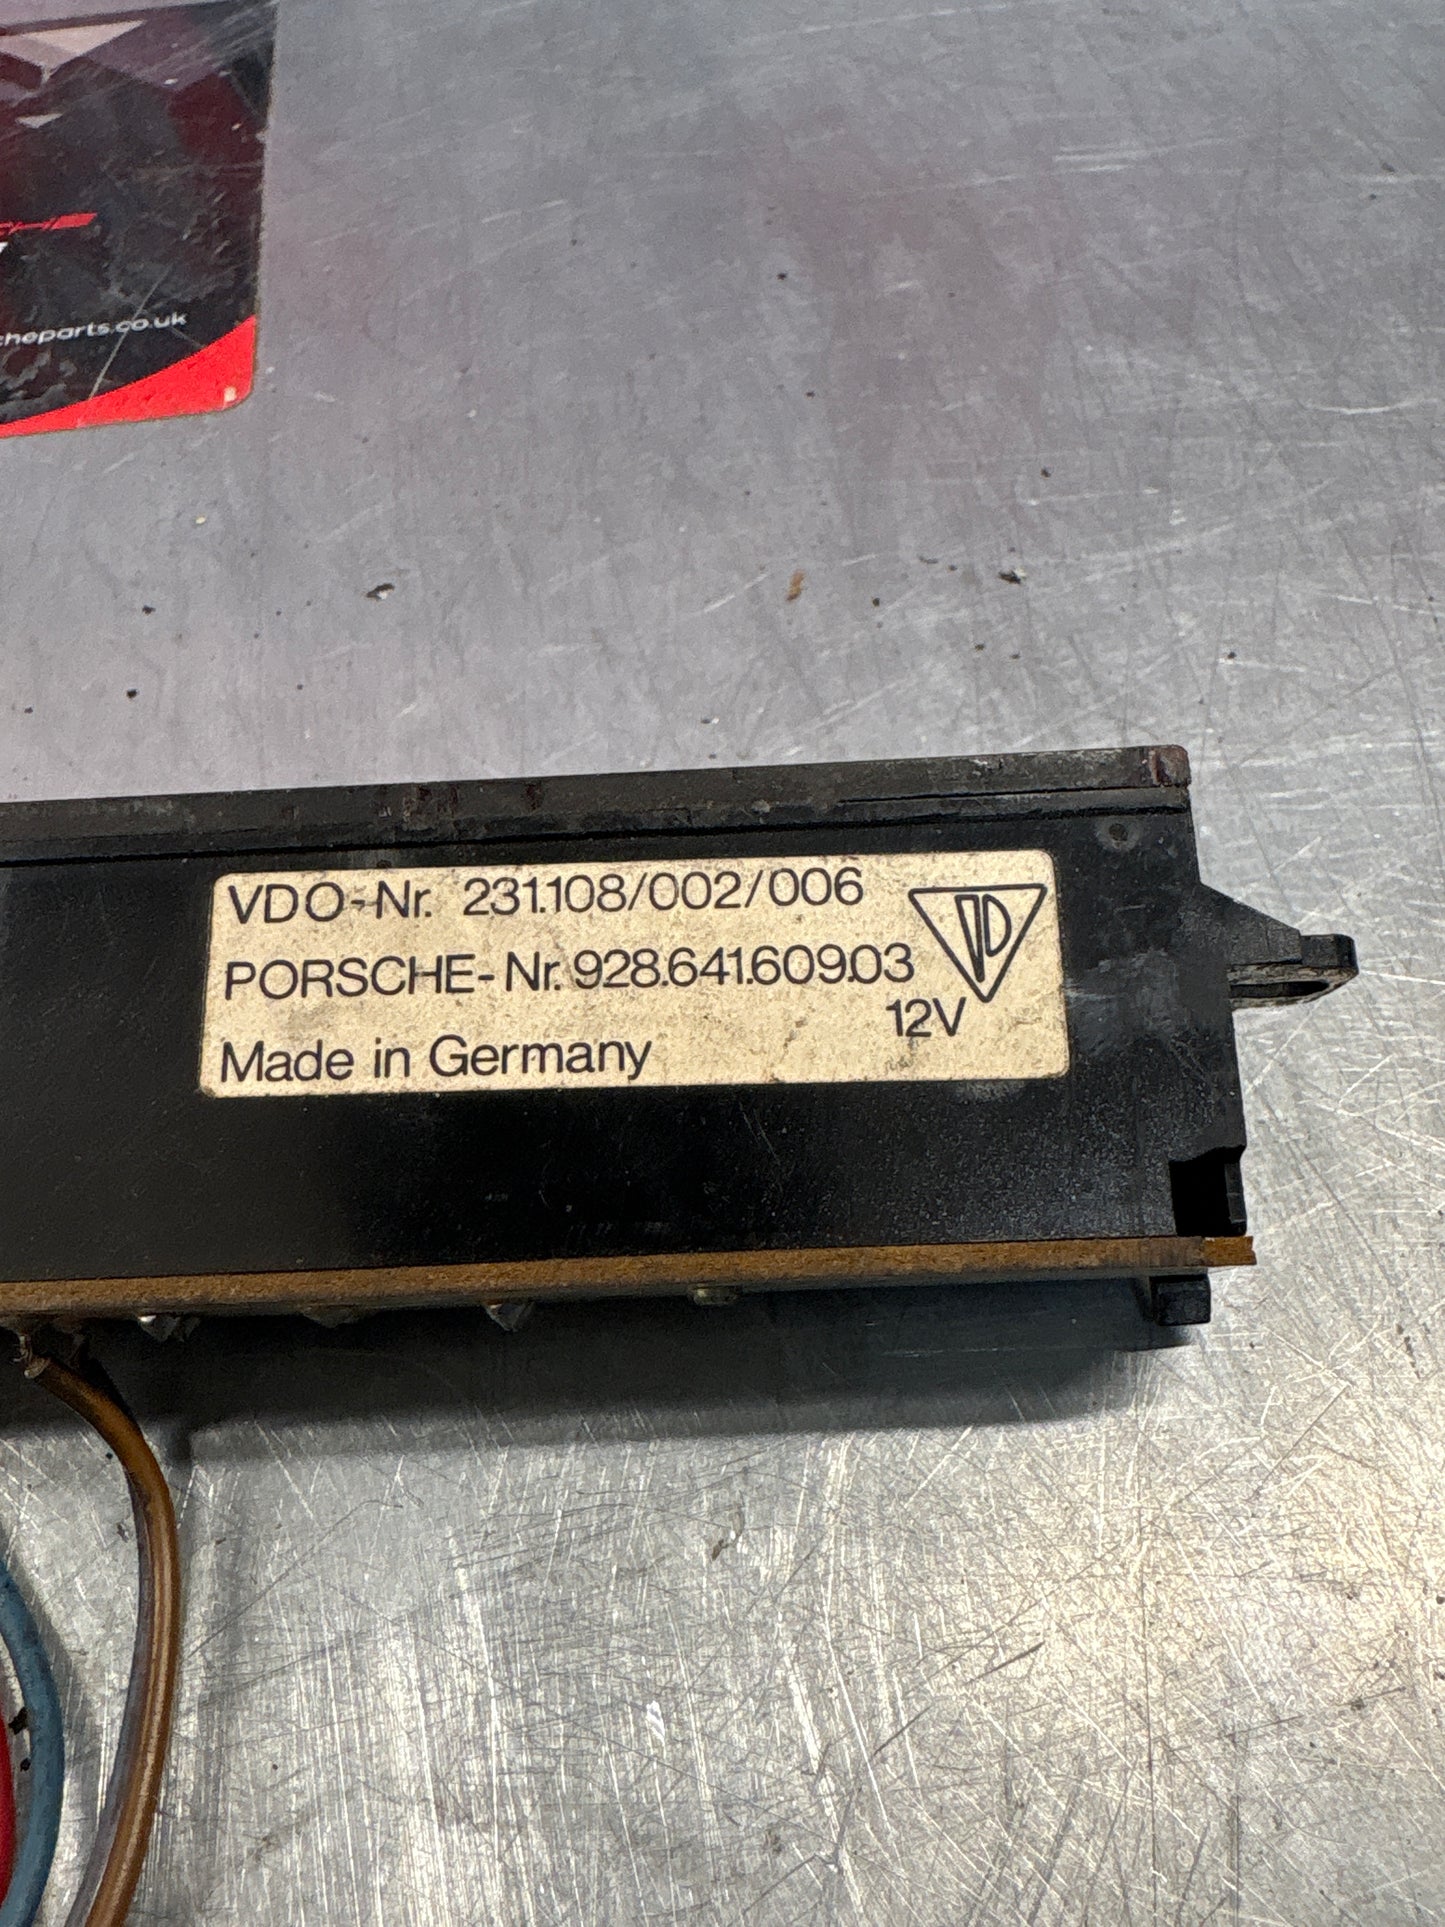 cheparts.co.uk
VDO-Nr. 231.108/002/006
PORSCHE-Nr. 928.641.609.03
12V
Made in Germany